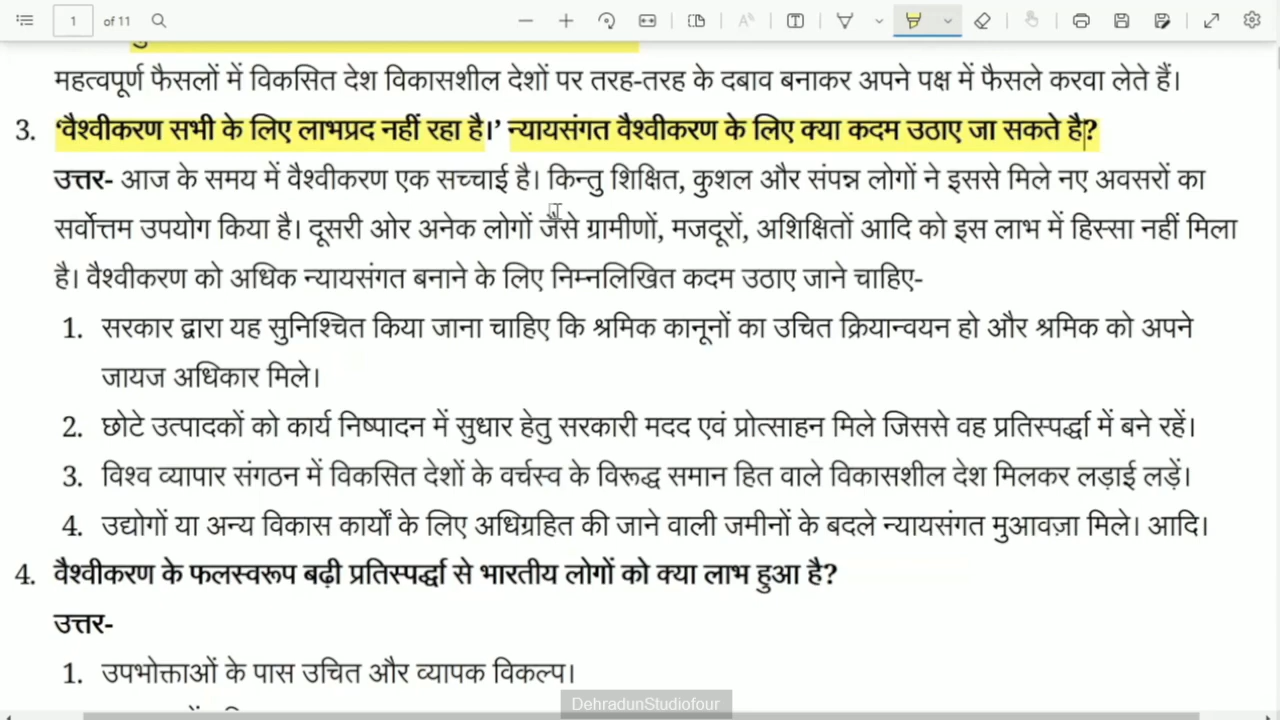 1 of 11
महत्वपूर्ण फैसलों में विकसित देश विकासशील देशों पर तरह-तरह के दबाव बनाकर अपने पक्ष में फैसले करवा लेते हैं।
3. ‘वैश्वीकरण सभी के लिए लाभप्रद नहीं रहा है।’ न्यायसंगत वैश्वीकरण के लिए क्या कदम उठाए जा सकते है?
उत्तर- आज के समय में वैश्वीकरण एक सच्चाई है। किन्तु शिक्षित, कुशल और संपन्न लोगों ने इससे मिले नए अवसरों का
सर्वोत्तम उपयोग किया है। दूसरी ओर अनेक लोगों जैसे ग्रामीणों, मजदूरों, अशिक्षितों आदि को इस लाभ में हिस्सा नहीं मिला
है। वैश्वीकरण को अधिक न्यायसंगत बनाने के लिए निम्नलिखित कदम उठाए जाने चाहिए-
1. सरकार द्वारा यह सुनिश्चित किया जाना चाहिए कि श्रमिक कानूनों का उचित क्रियान्वयन हो और श्रमिक को अपने
जायज अधिकार मिले।
2. छोटे उत्पादकों को कार्य निष्पादन में सुधार हेतु सरकारी मदद एवं प्रोत्साहन मिले जिससे वह प्रतिस्पर्द्धा में बने रहें।
3. विश्व व्यापार संगठन में विकसित देशों के वर्चस्व के विरूद्ध समान हित वाले विकासशील देश मिलकर लड़ाई लड़ें।
4. उद्योगों या अन्य विकास कार्यों के लिए अधिग्रहित की जाने वाली जमीनों के बदले न्यायसंगत मुआवज़ा मिले। आदि।
4. वैश्वीकरण के फलस्वरूप बढ़ी प्रतिस्पर्द्धा से भारतीय लोगों को क्या लाभ हुआ है?
उत्तर-
1. उपभोक्ताओं के पास उचित और व्यापक विकल्प।
DehradunStudiofour